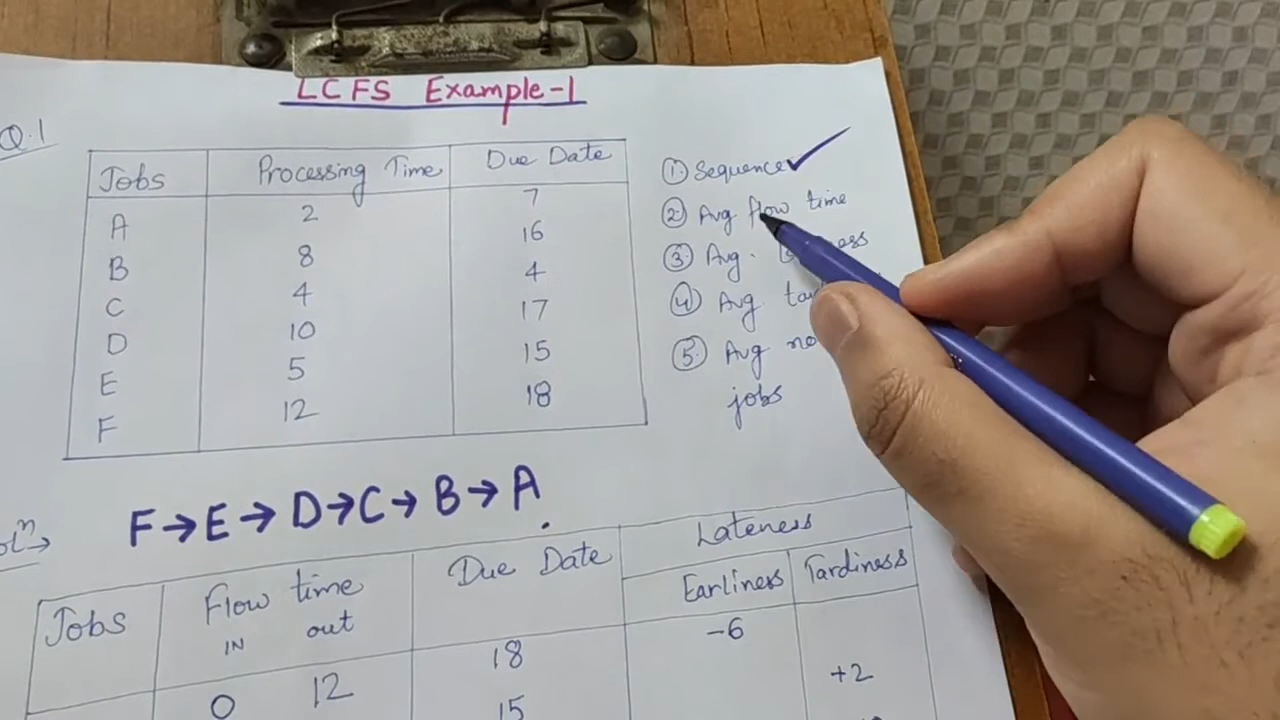 LCFS Example-1
Q.1
Jobs Processing Time Due Date
A 2 7
B 8 16
C 4 4
D 10 17
E 5 15
F 12 18
① Sequence ✓
② Avg flow time
③ Avg.
④ Avg
⑤ Avg
jobs
F→E→D→C→B→A
Jobs Flow time Due Date Lateness
IN out Earliness Tardiness
0 12 18 -6
15 +2